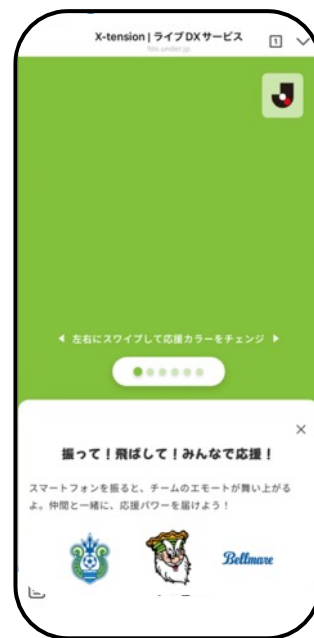 X-tension | ライブDXサービス
1
◀ 左右にスワイプして応援カラーをチェンジ ▶
振って！飛ばして！みんなで応援！
スマートフォンを振ると、チームのエモートが舞い上がる
よ。仲間と一緒に、応援パワーを届けよう！
Bellmare